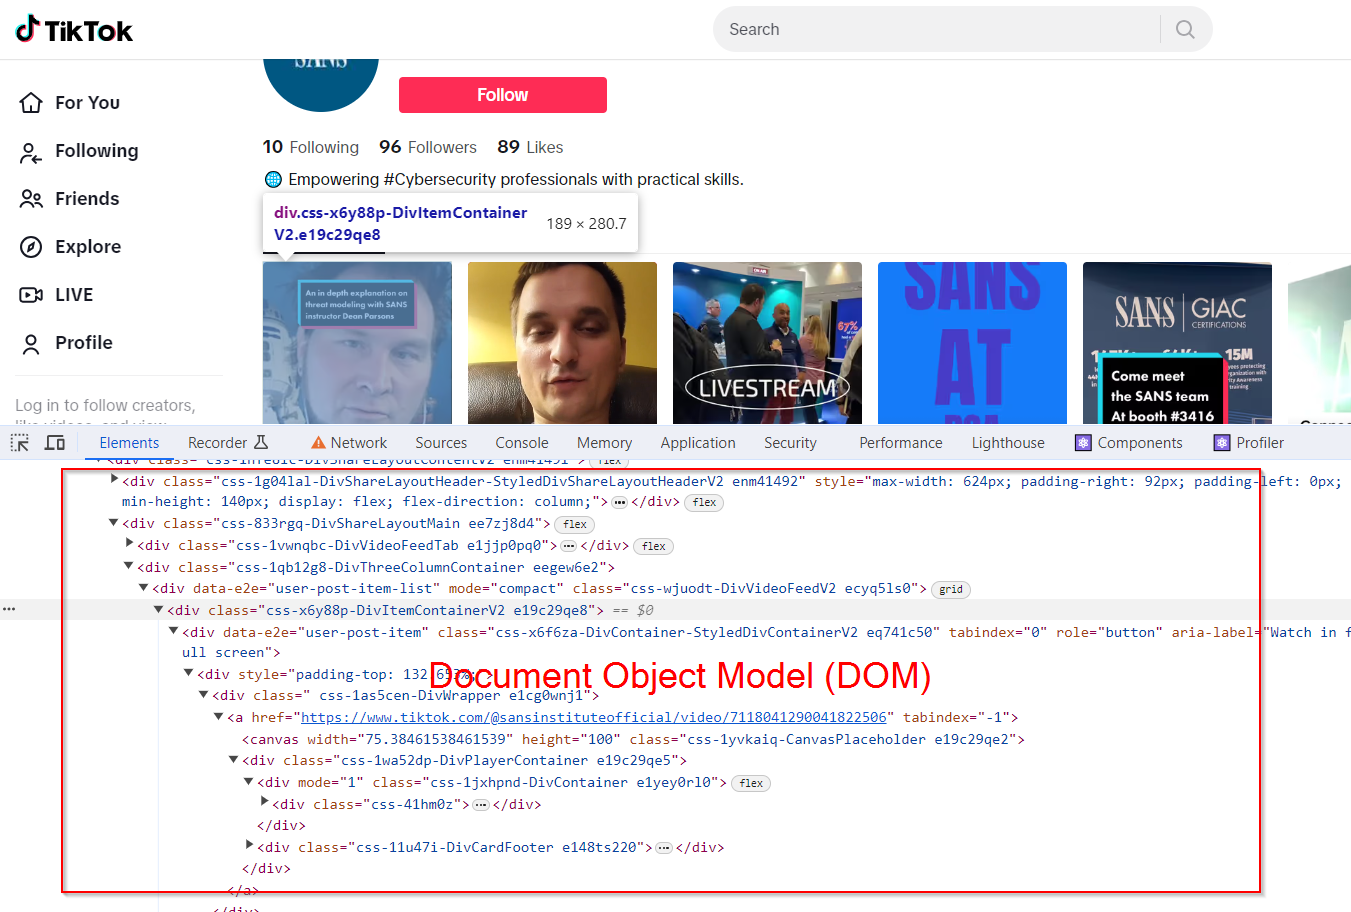 TikTok
Search
For You
Following
Friends
Explore
LIVE
Profile
Log in to follow creators,
like videos, and view
SANS
Follow
10 Following 96 Followers 89 Likes
Empowering #Cybersecurity professionals with practical skills.
div.css-x6y88p-DivItemContainer
V2.e19c29qe8
189 × 280.7
An in depth explanation on
threat modeling with SANS
instructor Dean Parsons
ON AIR
67%
LIVESTREAM
SANS
AT
RSA
SANS GIAC
CERTIFICATIONS
15M
Come meet
the SANS team
At booth #3416
Elements Recorder Network Sources Console Memory Application Security Performance Lighthouse Components Profiler
<div class="css-1g04lal-DivShareLayoutHeader-StyledDivShareLayoutHeaderV2 enm41492" style="max-width: 624px; padding-right: 92px; padding-left: 0px;
min-height: 140px; display: flex; flex-direction: column;">…</div> flex
<div class="css-833rgq-DivShareLayoutMain ee7zj8d4"> flex
<div class="css-1vwnqbc-DivVideoFeedTab e1jjp0pq0">…</div> flex
<div class="css-1qb12g8-DivThreeColumnContainer eegew6e2">
<div data-e2e="user-post-item-list" mode="compact" class="css-wjuodt-DivVideoFeedV2 ecyq5ls0"> grid
… <div class="css-x6y88p-DivItemContainerV2 e19c29qe8"> == $0
<div data-e2e="user-post-item" class="css-x6f6za-DivContainer-StyledDivContainerV2 eq741c50" tabindex="0" role="button" aria-label="Watch in f
ull screen">
<div style="padding-top: 132.653%;">
Document Object Model (DOM)
<div class=" css-1as5cen-DivWrapper e1cg0wnj1">
<a href="https://www.tiktok.com/@sansinstituteofficial/video/7118041290041822506" tabindex="-1">
<canvas width="75.38461538461539" height="100" class="css-1yvkaiq-CanvasPlaceholder e19c29qe2">
<div class="css-1wa52dp-DivPlayerContainer e19c29qe5">
<div mode="1" class="css-1jxhpnd-DivContainer e1yey0rl0"> flex
<div class="css-41hm0z">…</div>
</div>
<div class="css-11u47i-DivCardFooter e148ts220">…</div>
</div>
</a>
</div>